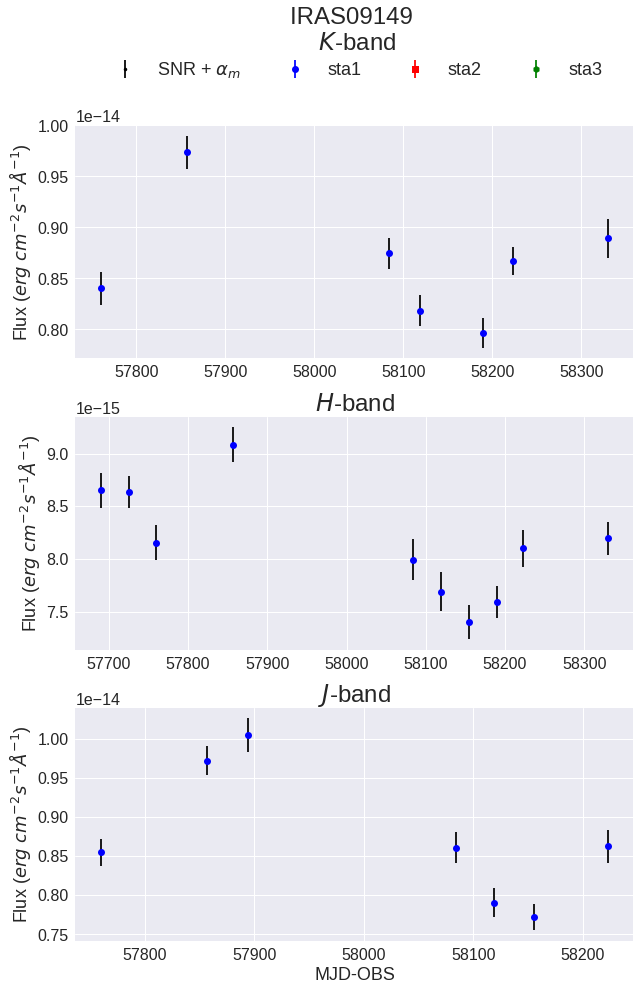 IRAS09149
K-band
SNR + αₘ sta1 sta2 sta3
1e−14
Flux (erg cm⁻²s⁻¹Å⁻¹)
1.00
0.95
0.90
0.85
0.80
57800 57900 58000 58100 58200 58300
H-band
1e−15
Flux (erg cm⁻²s⁻¹Å⁻¹)
9.0
8.5
8.0
7.5
57700 57800 57900 58000 58100 58200 58300
J-band
1e−14
Flux (erg cm⁻²s⁻¹Å⁻¹)
1.00
0.95
0.90
0.85
0.80
0.75
57800 57900 58000 58100 58200
MJD-OBS